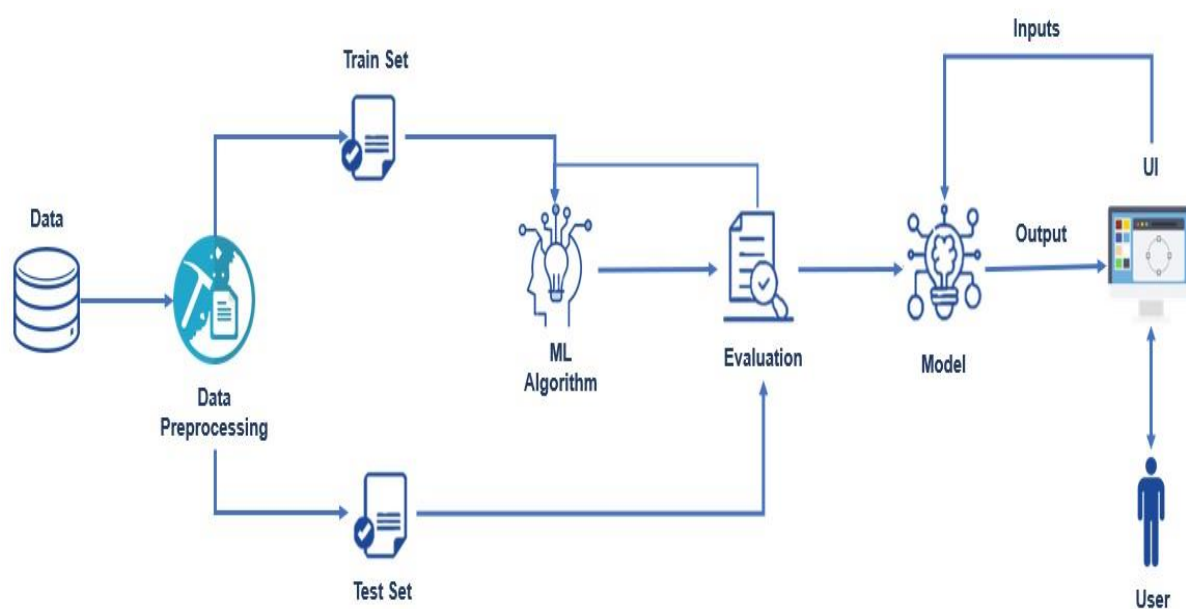 Inputs
Train Set
UI
Data
Output
ML
Algorithm
Evaluation
Model
Data
Preprocessing
Test Set
User